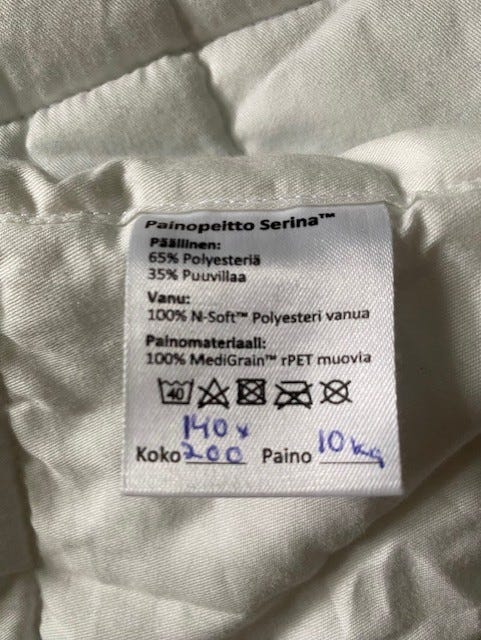 Painopeitto Serina™
Päällinen:
65% Polyesteriä
35% Puuvillaa
Vanu:
100% N-Soft™ Polyesteri vanua
Painomateriaali:
100% MediGrain™ rPET muovia
40
140 x
Koko 200 Paino 10 kg